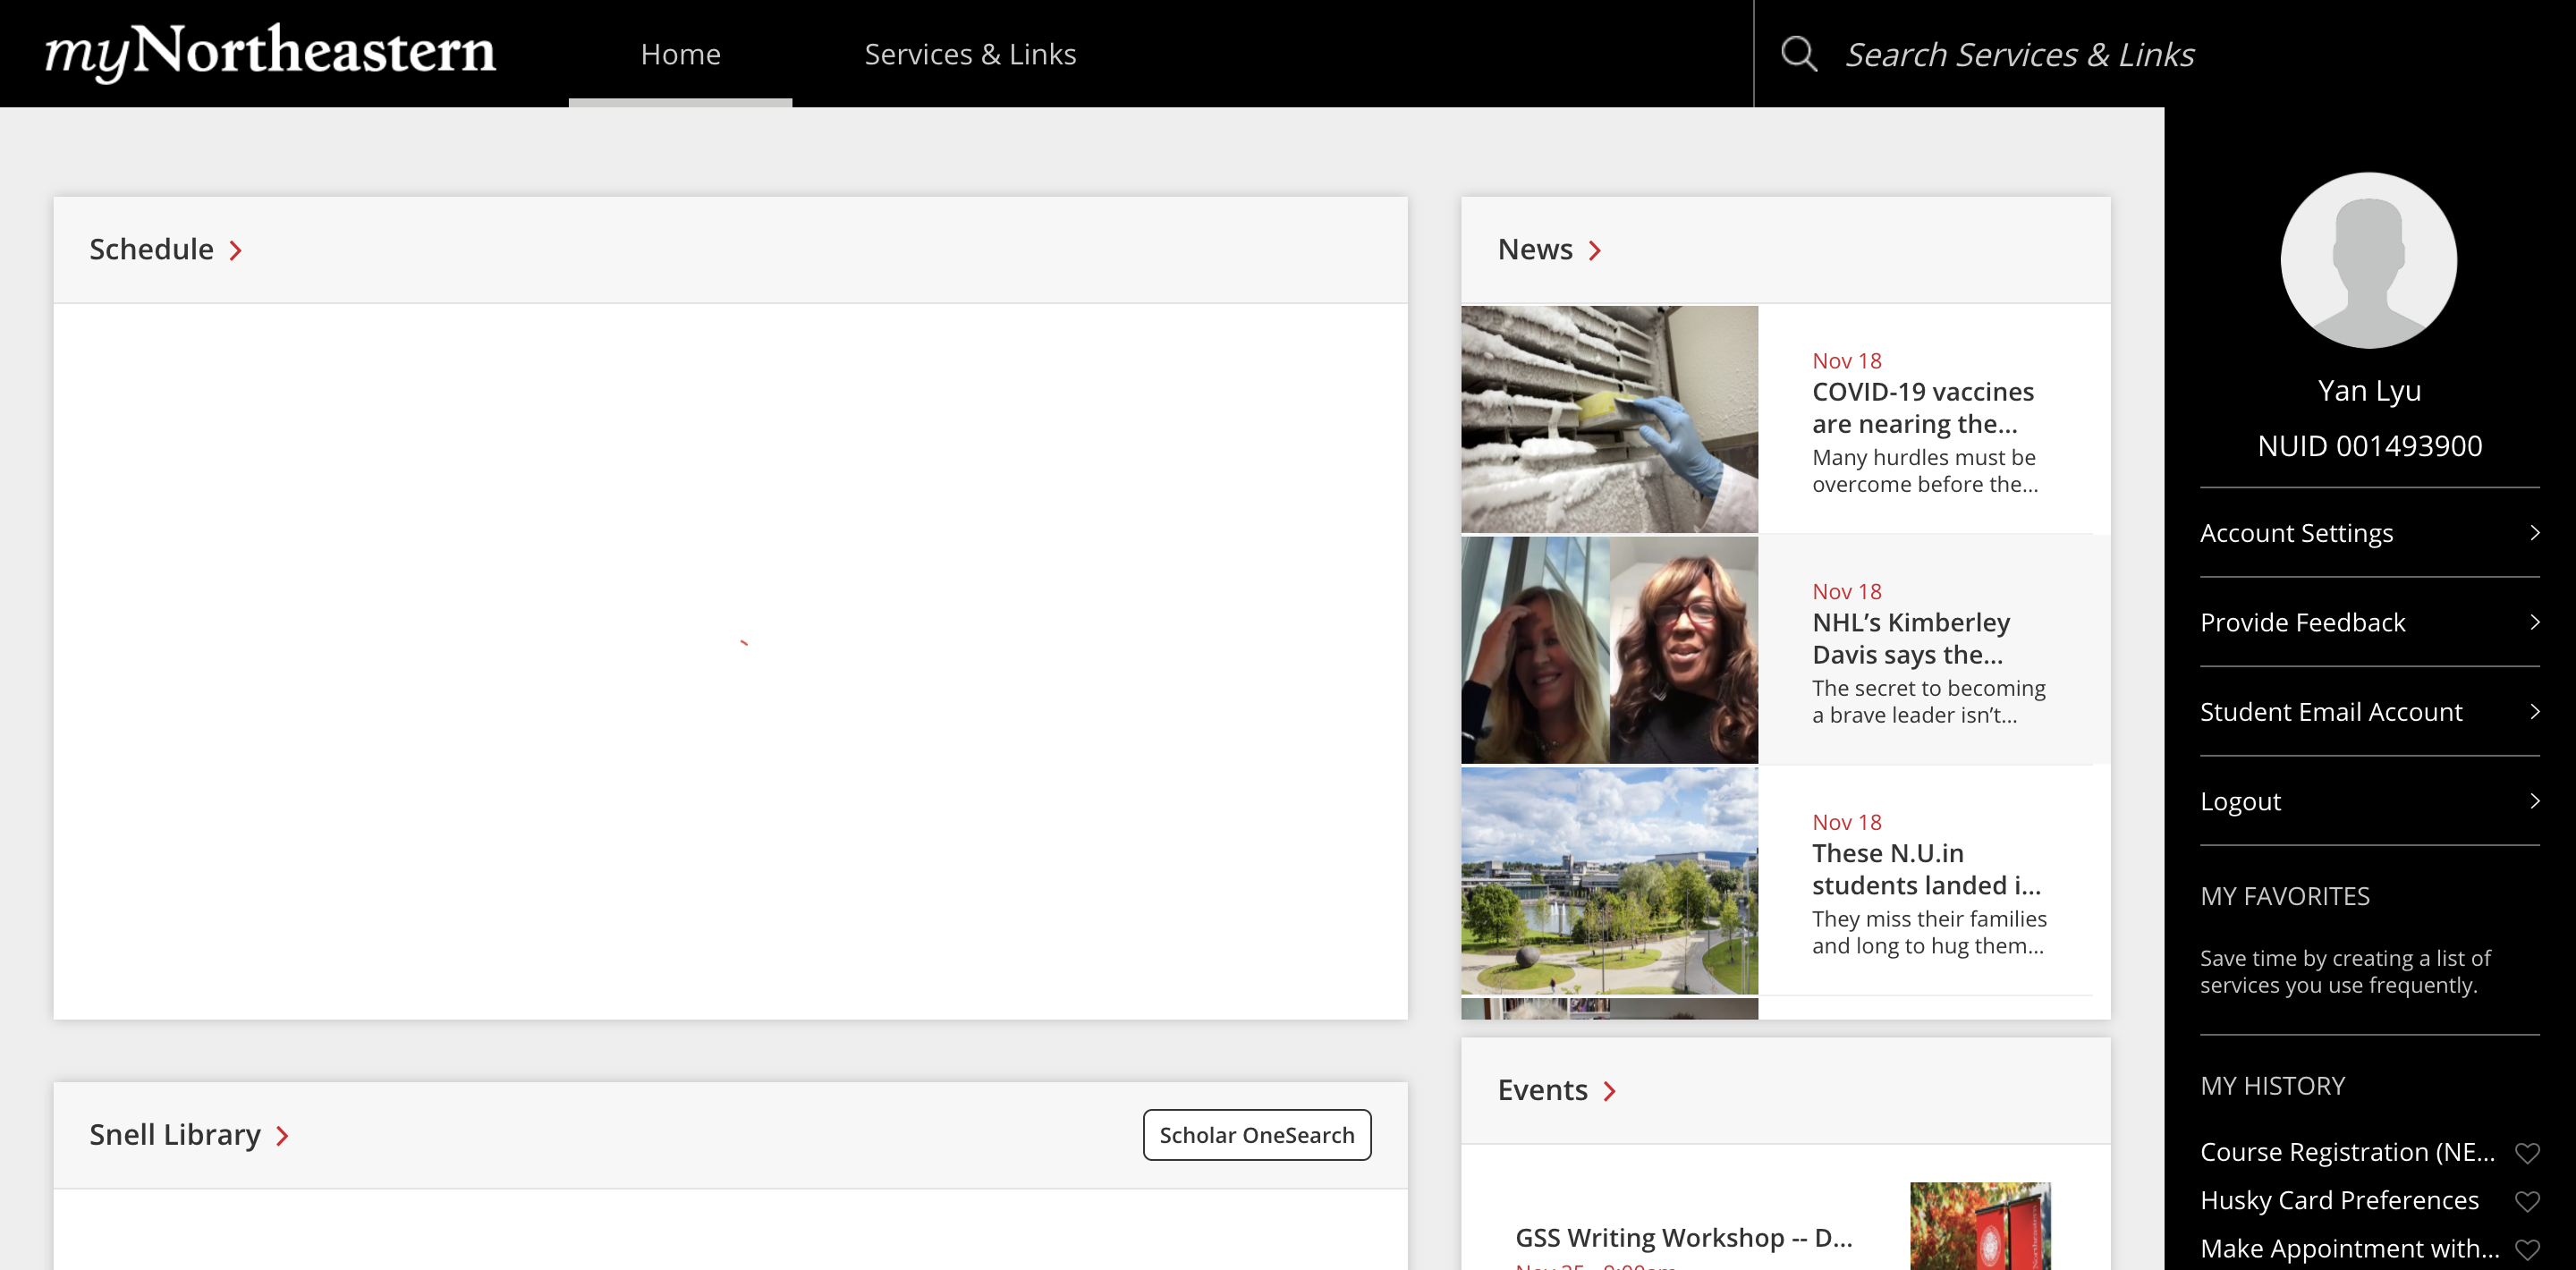 myNortheastern
Home
Services & Links
Search Services & Links
Schedule
News
Nov 18
COVID-19 vaccines
are nearing the...
Many hurdles must be
overcome before the...
Nov 18
NHL’s Kimberley
Davis says the...
The secret to becoming
a brave leader isn’t...
Nov 18
These N.U.in
students landed i...
They miss their families
and long to hug them...
Snell Library
Scholar OneSearch
Events
GSS Writing Workshop -- D...
Yan Lyu
NUID 001493900
Account Settings
Provide Feedback
Student Email Account
Logout
MY FAVORITES
Save time by creating a list of
services you use frequently.
MY HISTORY
Course Registration (NE...
Husky Card Preferences
Make Appointment with...